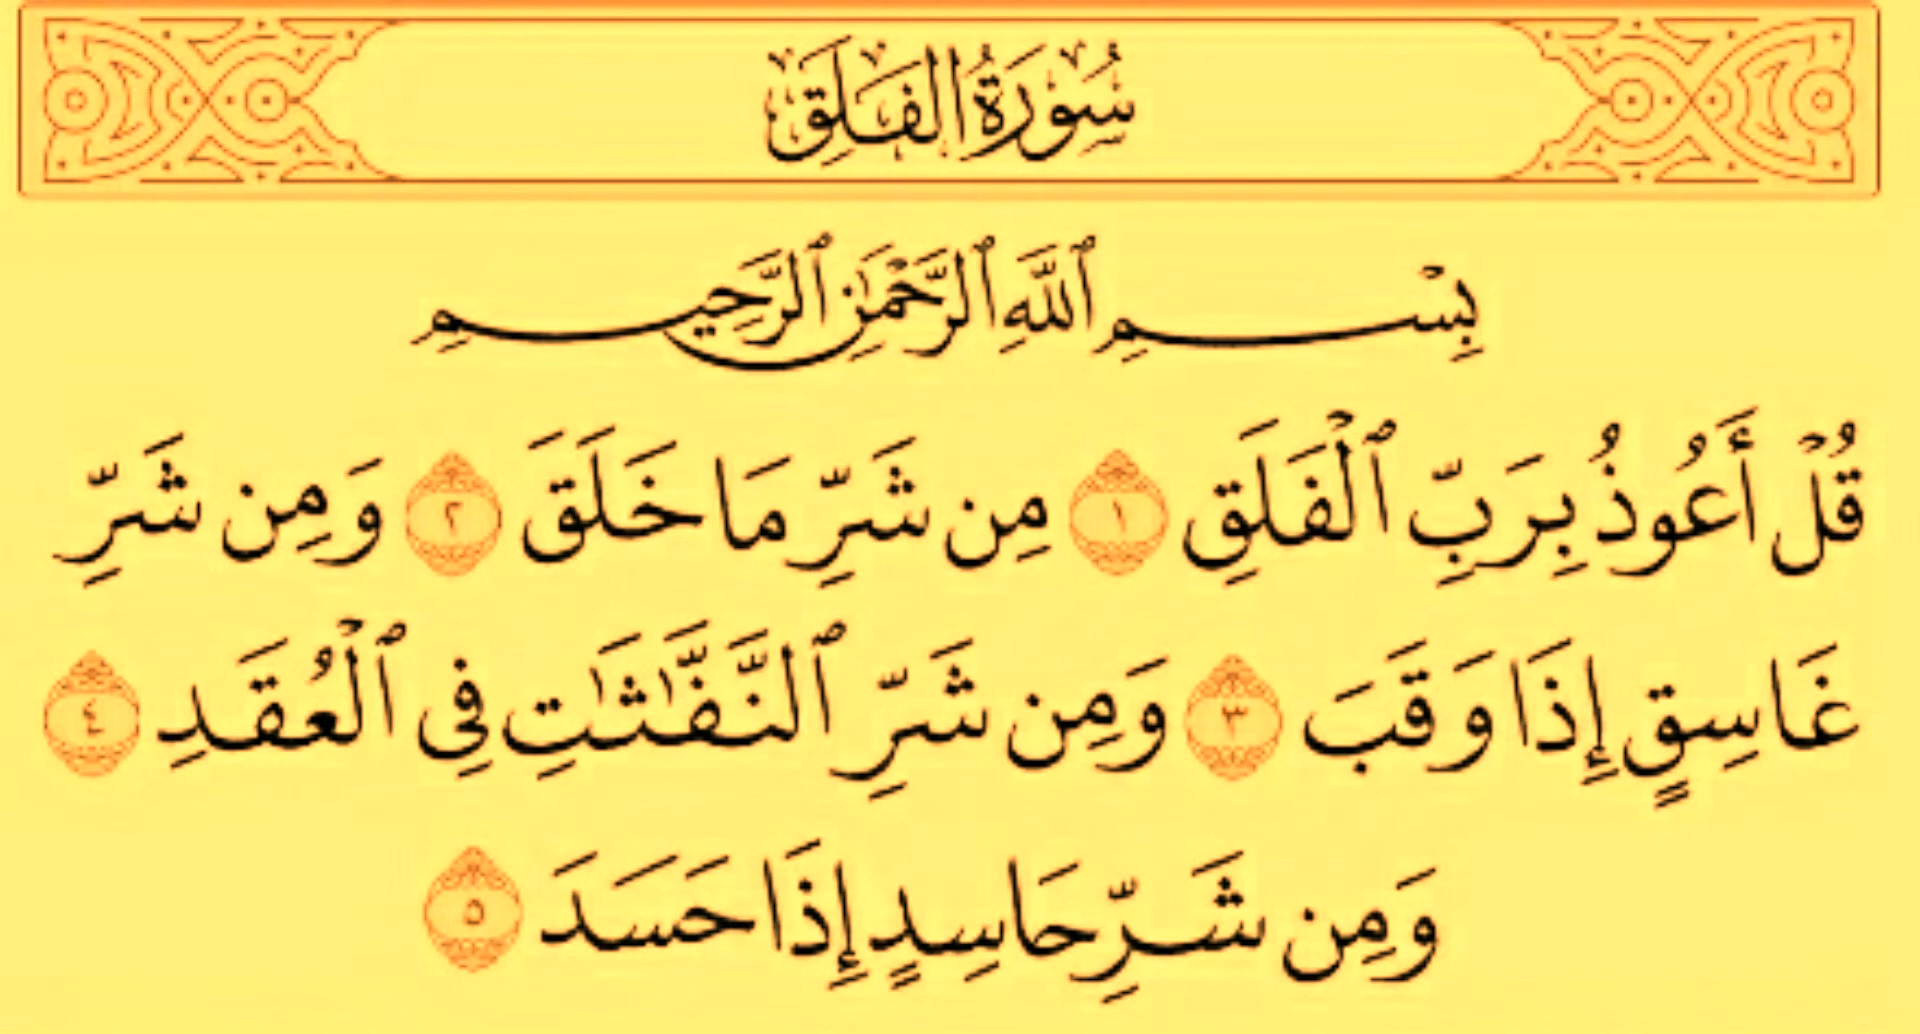 سُورَةُ الفَلَقِ
بِسْمِ ٱللَّهِ ٱلرَّحْمَٰنِ ٱلرَّحِيمِ
قُلْ أَعُوذُ بِرَبِّ ٱلْفَلَقِ ١ مِن شَرِّ مَا خَلَقَ ٢ وَمِن شَرِّ
غَاسِقٍ إِذَا وَقَبَ ٣ وَمِن شَرِّ ٱلنَّفَّٰثَٰتِ فِى ٱلْعُقَدِ ٤
وَمِن شَرِّ حَاسِدٍ إِذَا حَسَدَ ٥